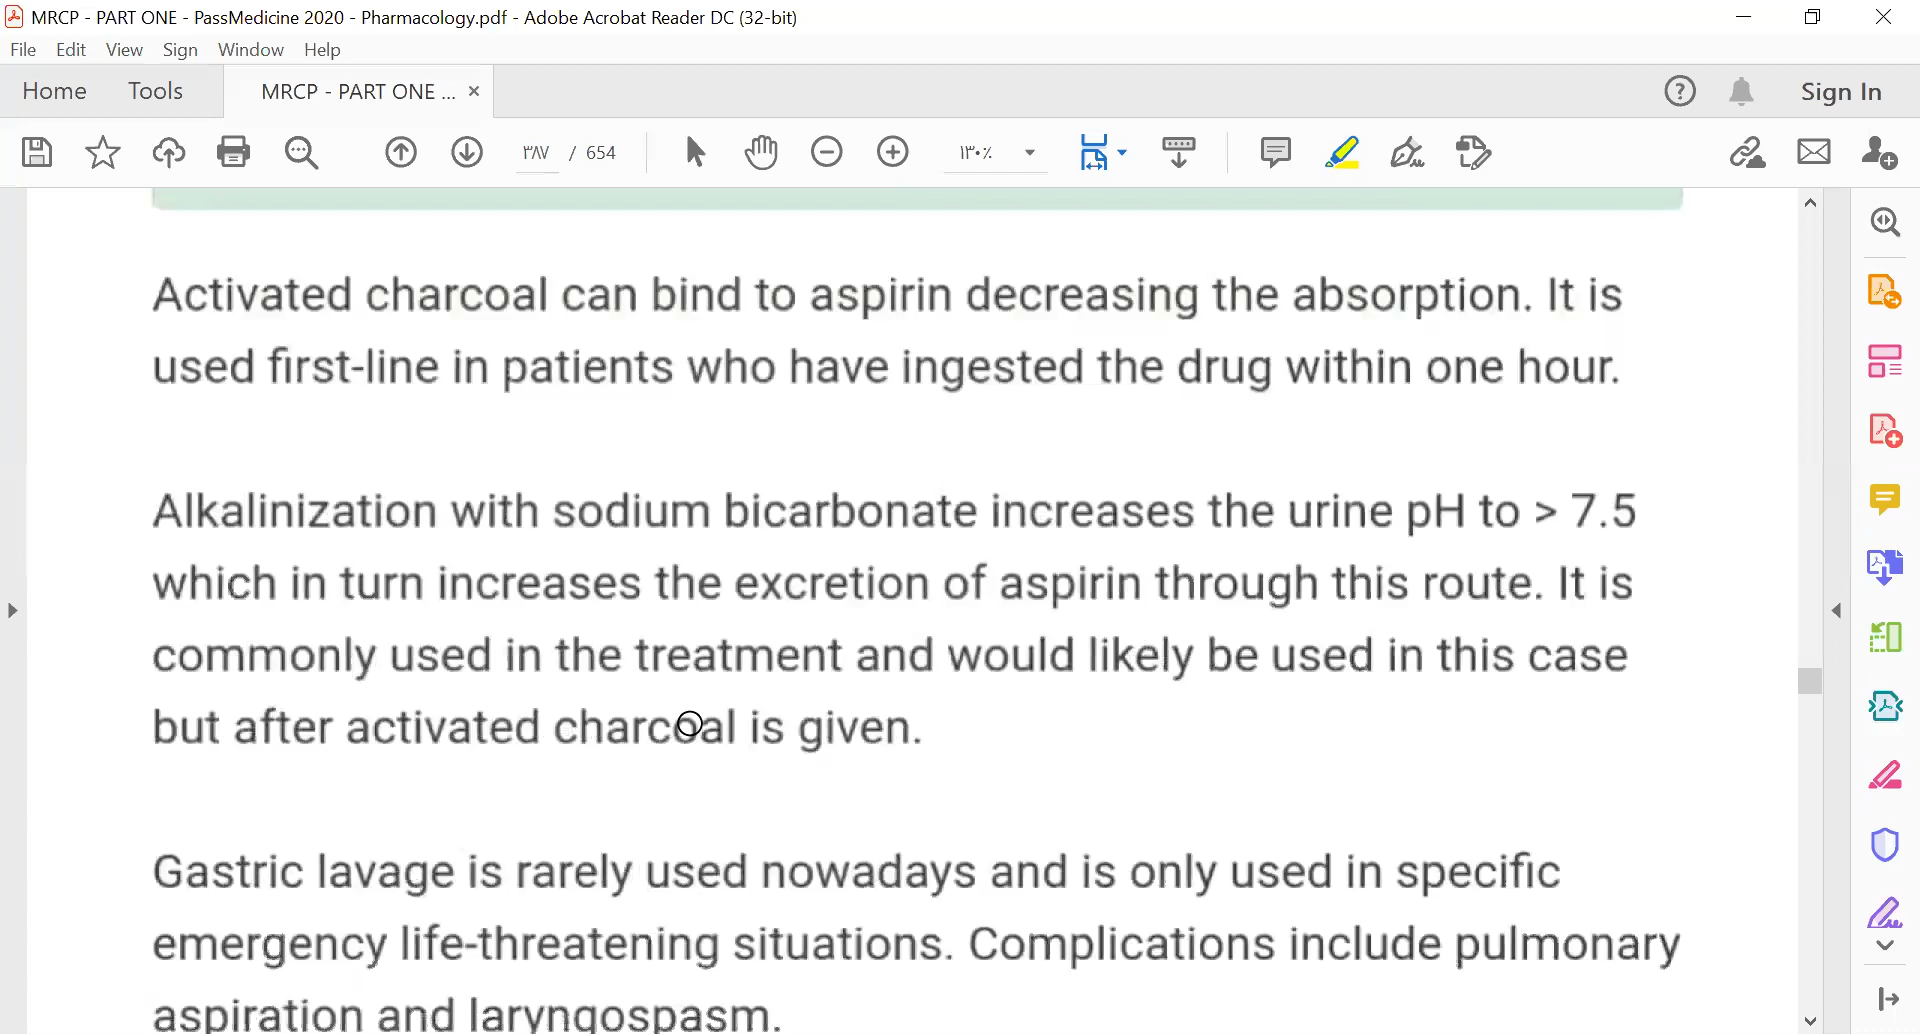 MRCP - PART ONE - PassMedicine 2020 - Pharmacology.pdf - Adobe Acrobat Reader DC (32-bit)
File Edit View Sign Window Help
Home Tools MRCP - PART ONE ... × Sign In
٣٨٧ / 654 ١٣٠٪
Activated charcoal can bind to aspirin decreasing the absorption. It is
used first-line in patients who have ingested the drug within one hour.
Alkalinization with sodium bicarbonate increases the urine pH to > 7.5
which in turn increases the excretion of aspirin through this route. It is
commonly used in the treatment and would likely be used in this case
but after activated charcoal is given.
Gastric lavage is rarely used nowadays and is only used in specific
emergency life-threatening situations. Complications include pulmonary
aspiration and laryngospasm.